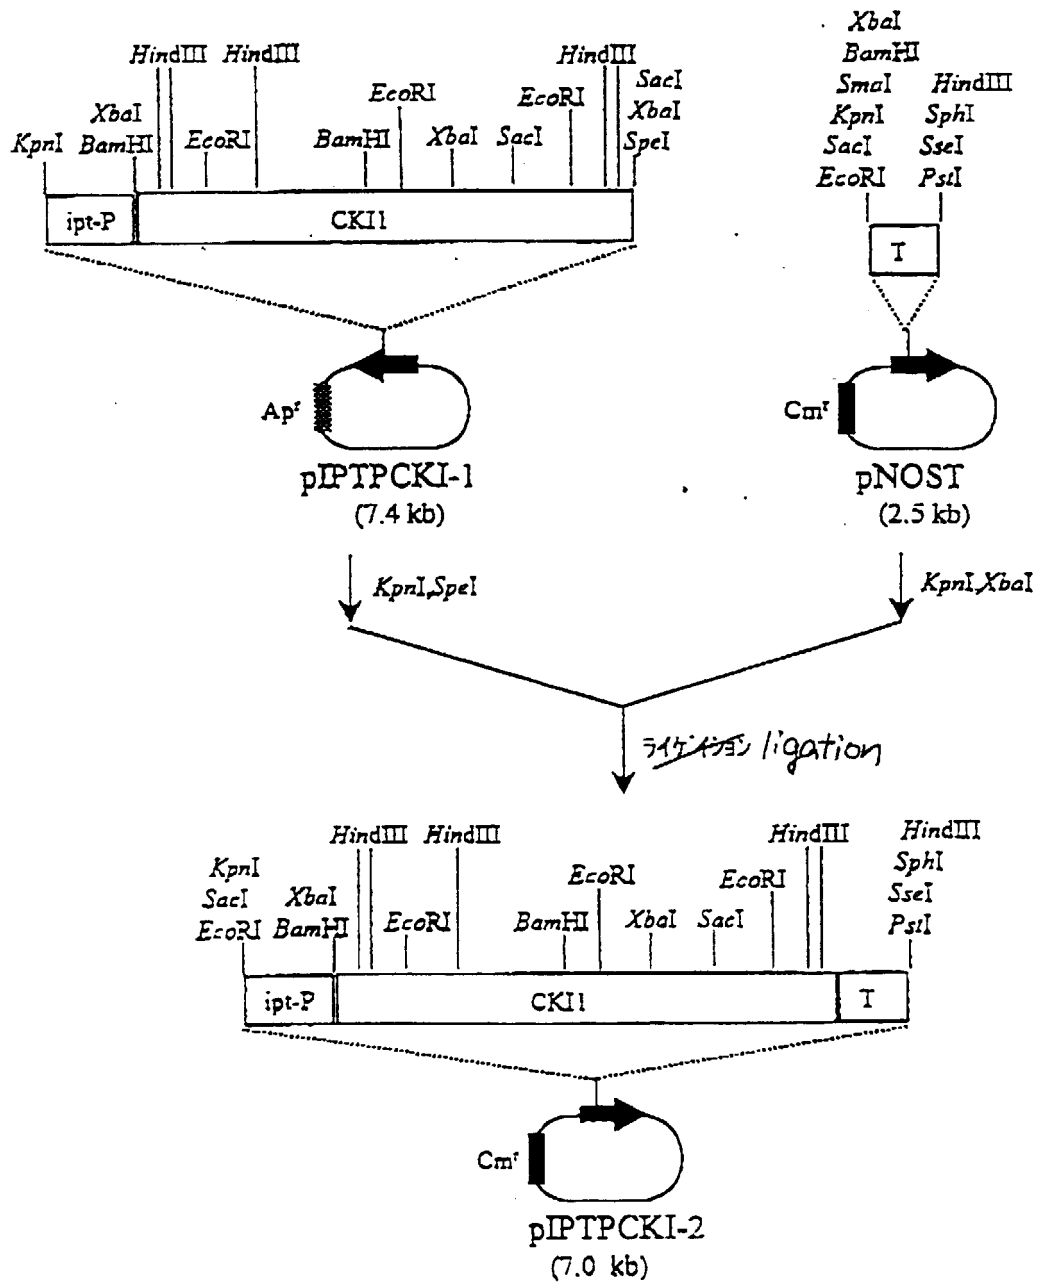 HindIII HindIII HindIII
XbaI EcoRI EcoRI SacI
KpnI BamHI EcoRI BamHI XbaI SacI XbaI
SpeI
ipt-P CKI1
XbaI
BamHI
SmaI HindIII
KpnI SphI
SacI SseI
EcoRI PstI
T
Apʳ
pIPTPCKI-1
(7.4 kb)
Cmʳ
pNOST
(2.5 kb)
KpnI,SpeI
KpnI,XbaI
ライゲイション ligation
HindIII HindIII HindIII HindIII
KpnI EcoRI EcoRI SphI
SacI XbaI SseI
EcoRI BamHI EcoRI BamHI XbaI SacI PstI
ipt-P CKI1 T
Cmʳ
pIPTPCKI-2
(7.0 kb)